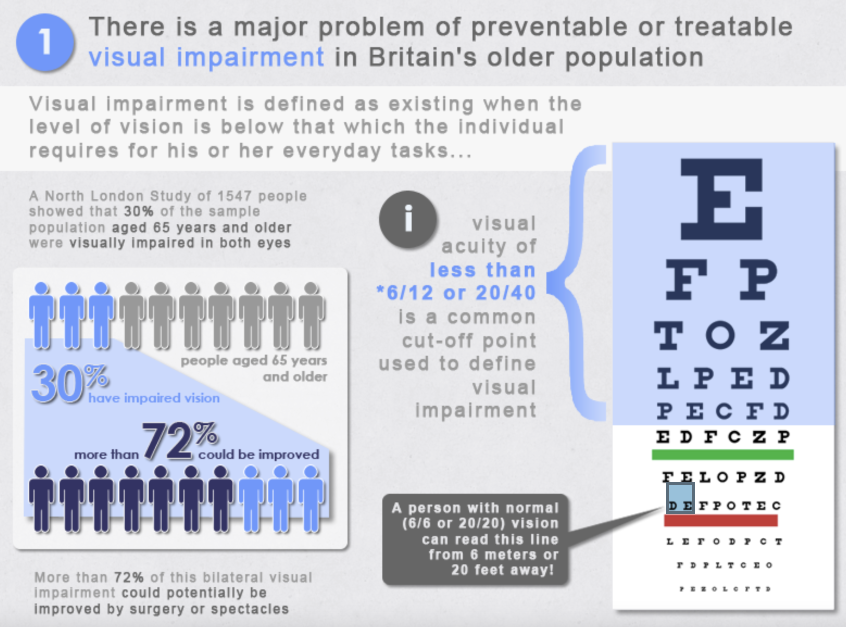 1
There is a major problem of preventable or treatable
visual impairment in Britain's older population
Visual impairment is defined as existing when the
level of vision is below that which the individual
requires for his or her everyday tasks...
A North London Study of 1547 people
showed that 30% of the sample
population aged 65 years and older
were visually impaired in both eyes
people aged 65 years
and older
30%
have impaired vision
more than 72% could be improved
More than 72% of this bilateral visual
impairment could potentially be
improved by surgery or spectacles
i
visual
acuity of
less than
*6/12 or 20/40
is a common
cut-off point
used to define
visual
impairment
A person with normal
(6/6 or 20/20) vision
can read this line
from 6 meters or
20 feet away!
E
F P
T O Z
L P E D
P E C F D
E D F C Z P
F E L O P Z D
D E F P O T E C
L E F O D P C T
F D P L T C E O
P E Z O L C F T D